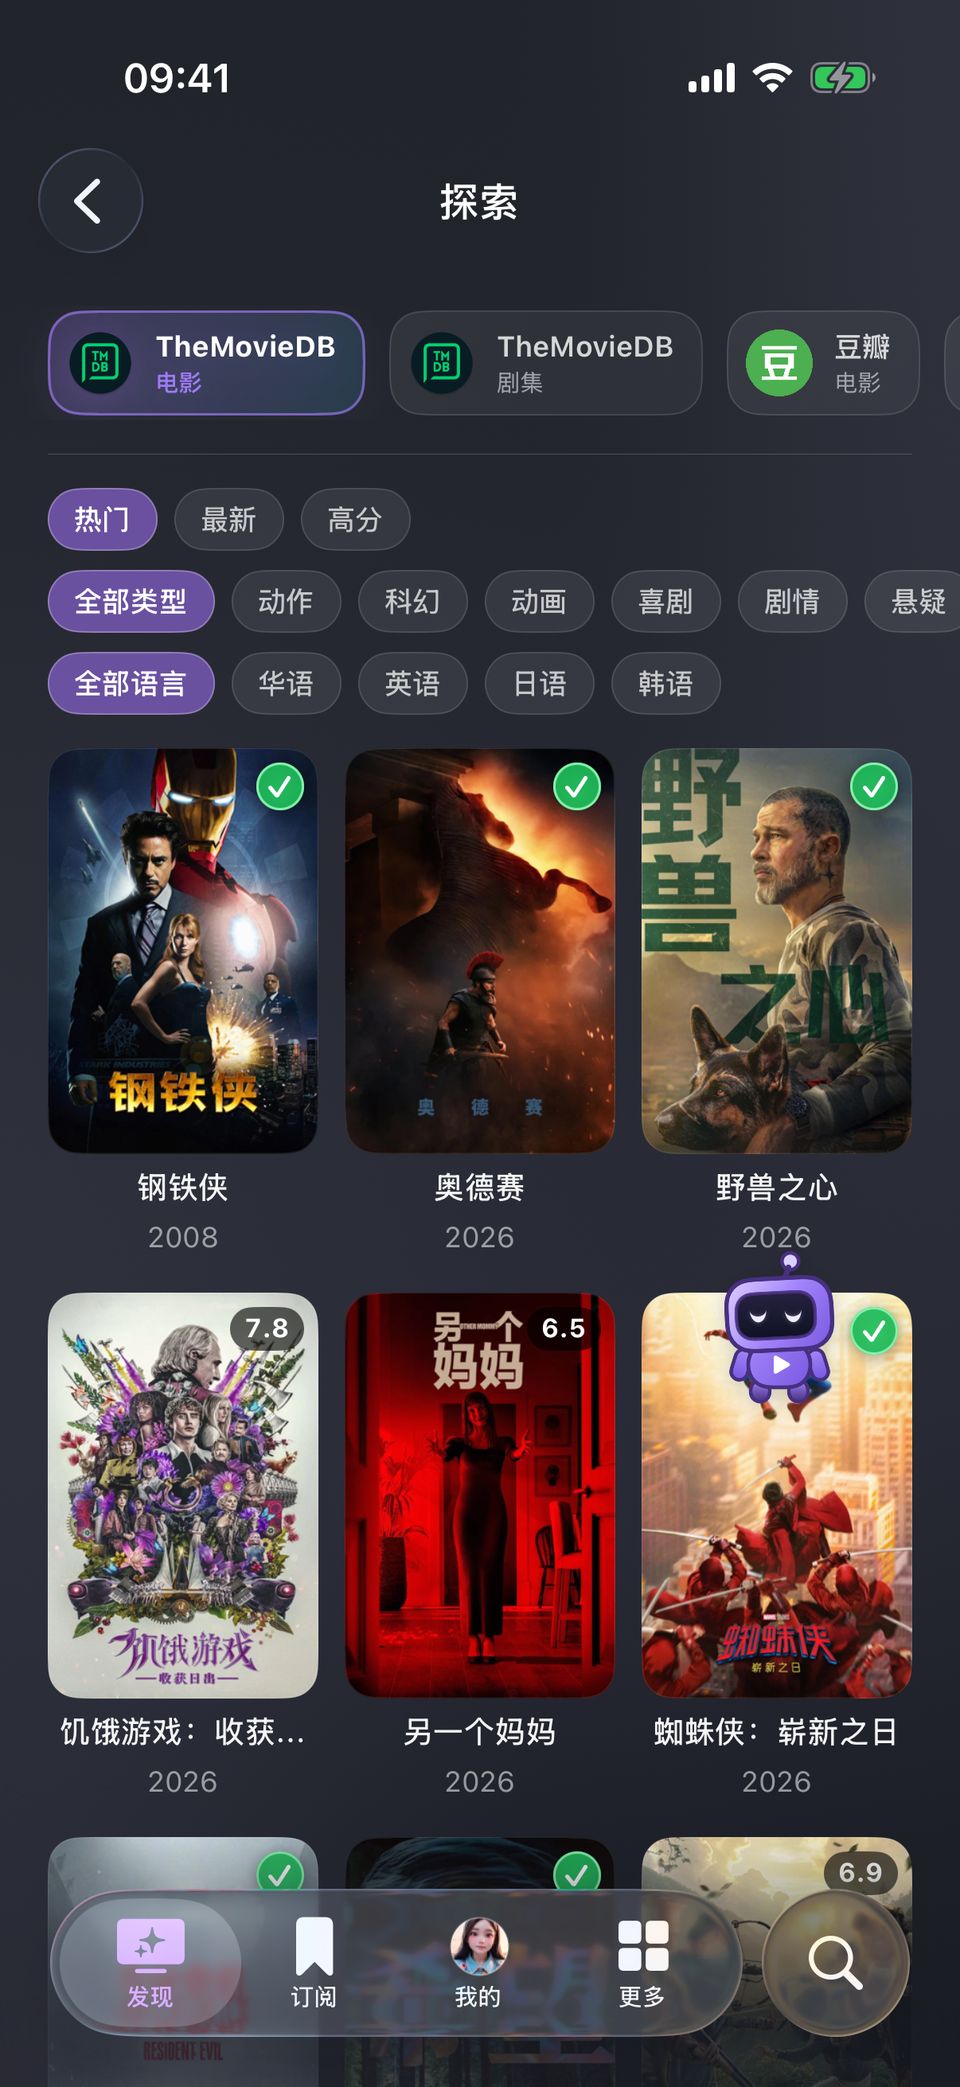 09:41
探索
TheMovieDB
电影
TheMovieDB
剧集
豆瓣
电影
热门
最新
高分
全部类型
动作
科幻
动画
喜剧
剧情
悬疑
全部语言
华语
英语
日语
韩语
STARK INDUSTRIES
钢铁侠
奥德赛
野兽之心
钢铁侠
2008
奥德赛
2026
野兽之心
2026
7.8
饥饿游戏
收获日出
6.5
另一个
妈妈
蜘蛛侠
崭新之日
饥饿游戏：收获...
2026
另一个妈妈
2026
蜘蛛侠：崭新之日
2026
6.9
发现
订阅
我的
更多
RESIDENT EVIL